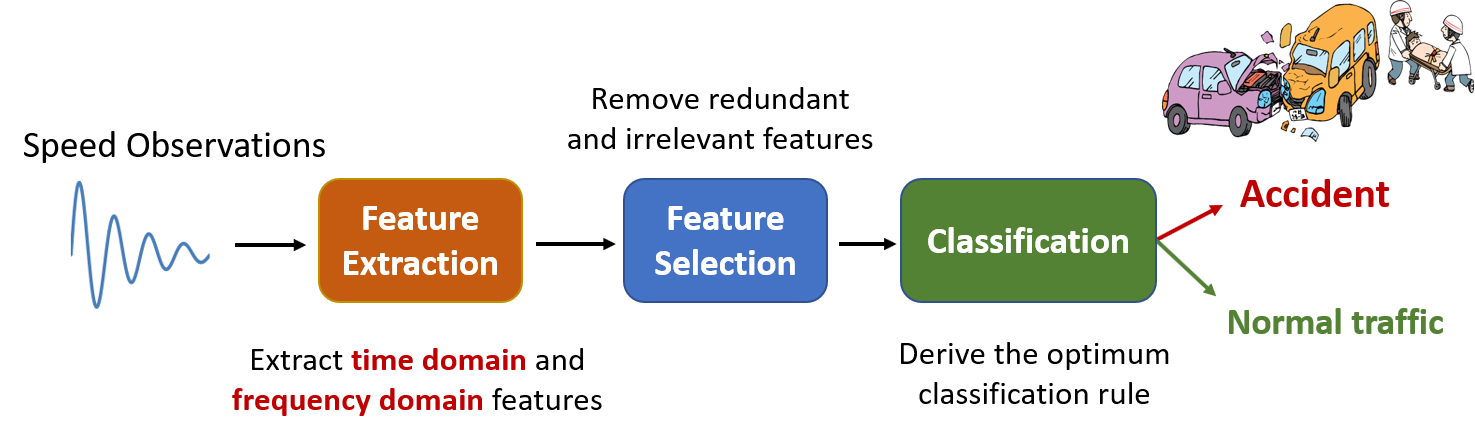 Speed Observations
Feature
Extraction
Extract time domain and
frequency domain features
Remove redundant
and irrelevant features
Feature
Selection
Classification
Derive the optimum
classification rule
Accident
Normal traffic